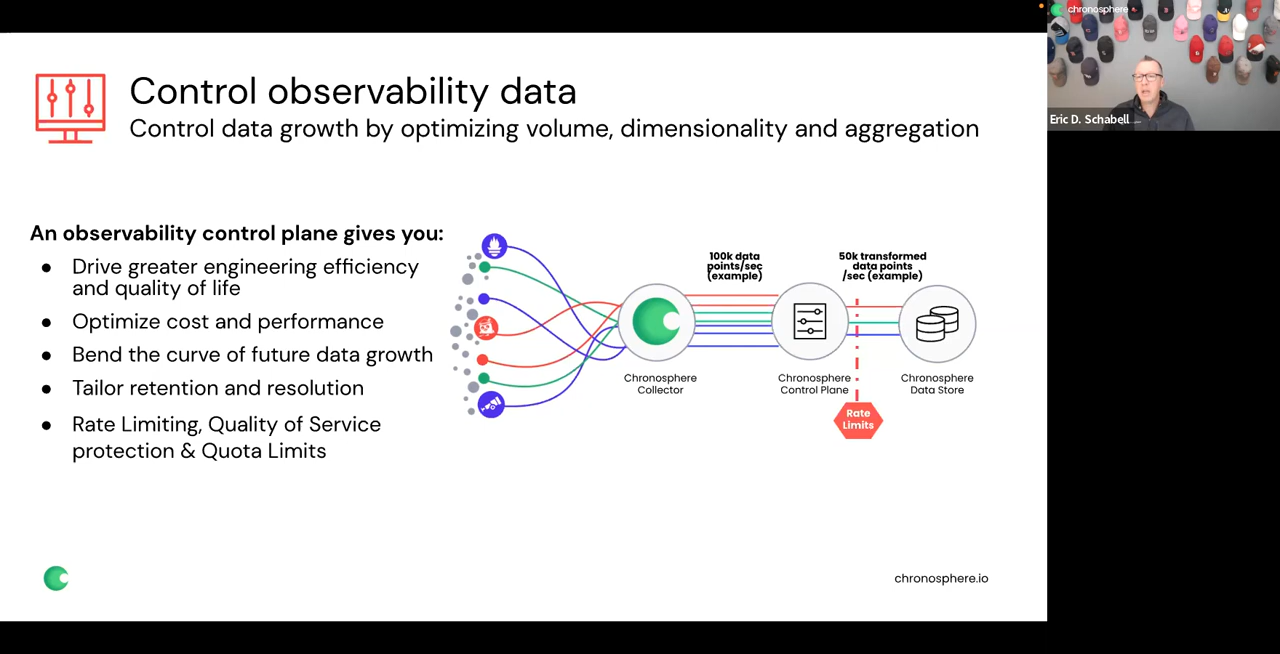 Control observability data
Control data growth by optimizing volume, dimensionality and aggregation
An observability control plane gives you:
● Drive greater engineering efficiency
and quality of life
● Optimize cost and performance
● Bend the curve of future data growth
● Tailor retention and resolution
● Rate Limiting, Quality of Service
protection & Quota Limits
100k data
points/sec
(example)
50k transformed
data points
/sec (example)
Chronosphere
Collector
Chronosphere
Control Plane
Chronosphere
Data Store
Rate
Limits
chronosphere.io
chronosphere
Eric D. Schabell